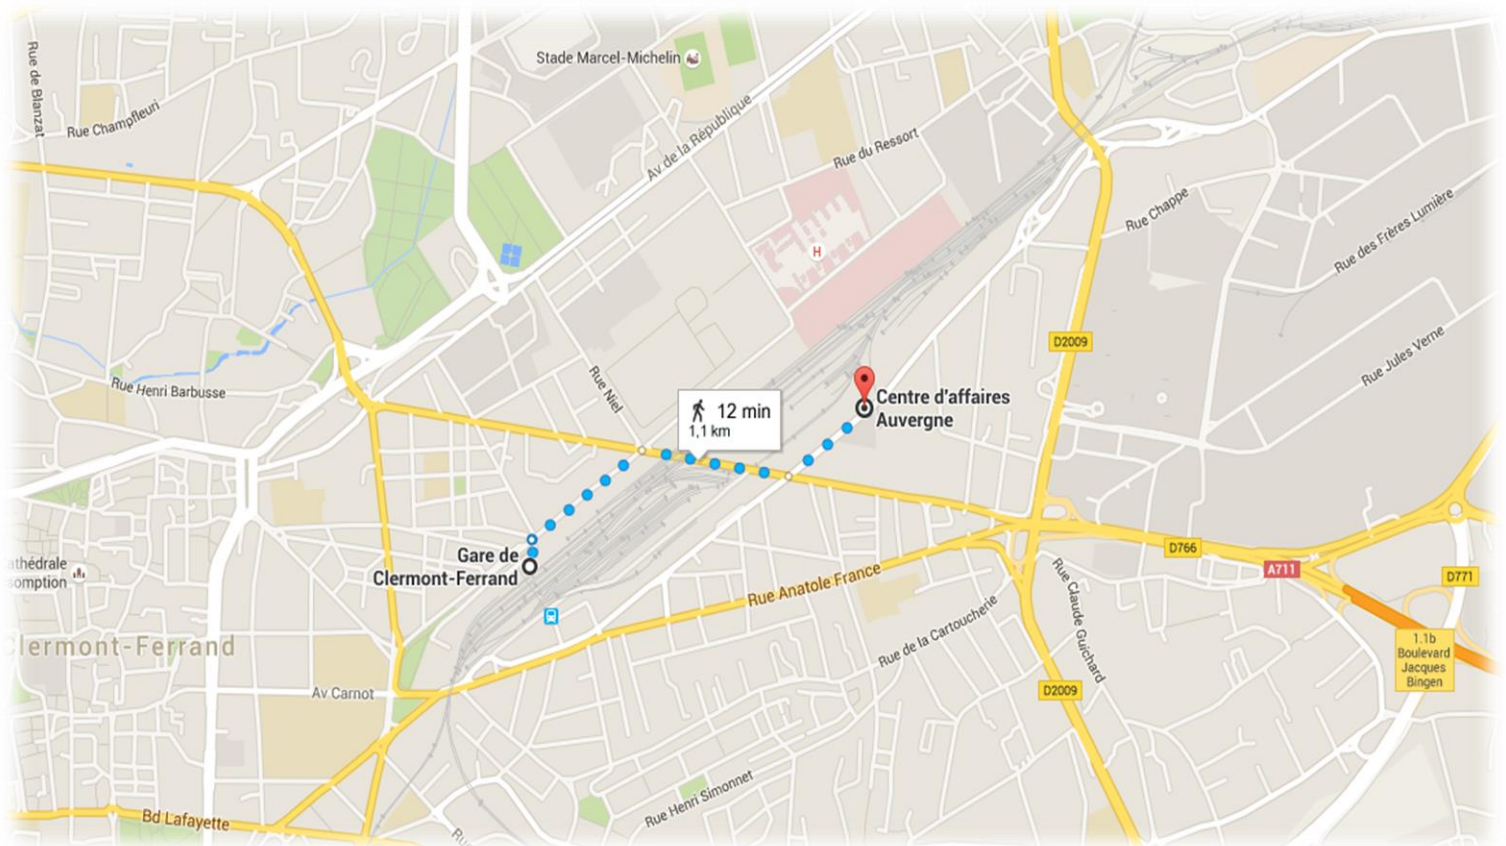 Stade Marcel-Michelin
Rue de Blanzat
Rue Champfleuri
Av de la République
Rue du Ressort
Rue Chappe
Rue des Frères Lumière
H
D2009
Rue Jules Verne
Rue Henri Barbusse
Rue Niel
12 min
1,1 km
Centre d'affaires
Auvergne
Gare de
Clermont-Ferrand
athédrale
somption
D766
A711
D771
Rue Anatole France
Rue Claude Guichard
Rue de la Cartoucherie
Clermont-Ferrand
1.1b
Boulevard
Jacques
Bingen
Av Carnot
D2009
Rue Henri Simonnet
Bd Lafayette
Ru